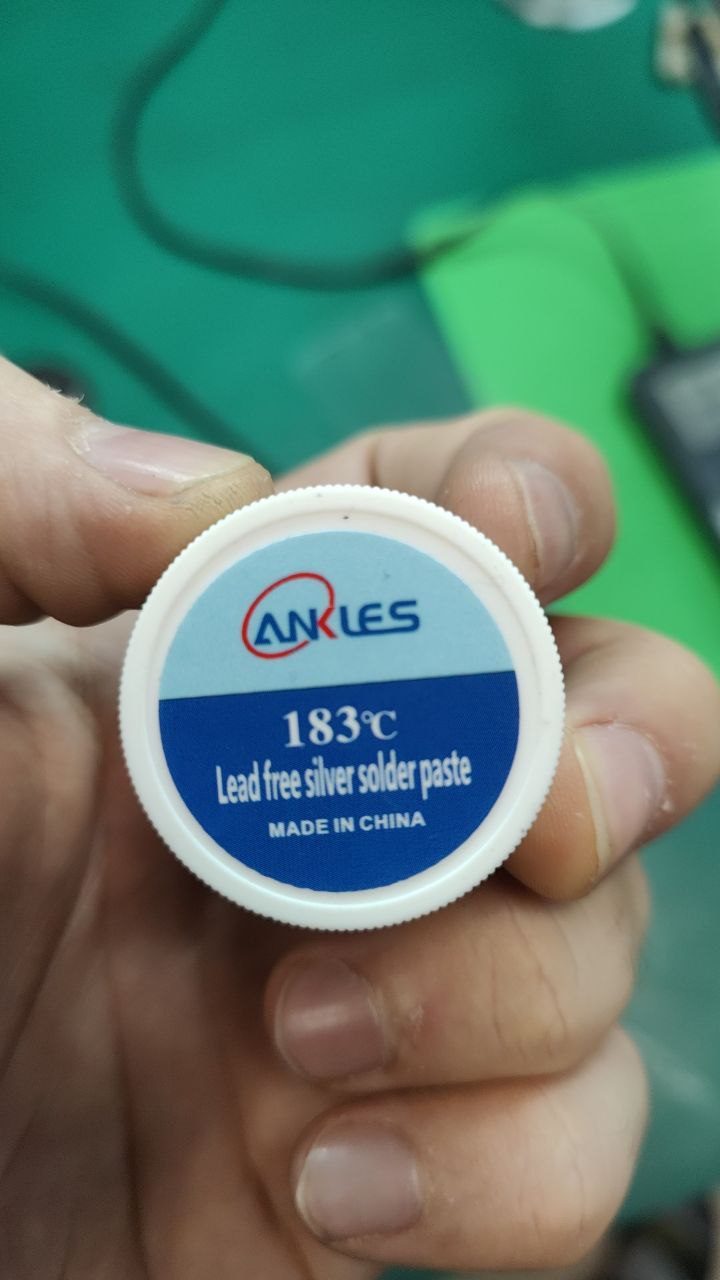 ANKLES
183℃
Lead free silver solder paste
MADE IN CHINA